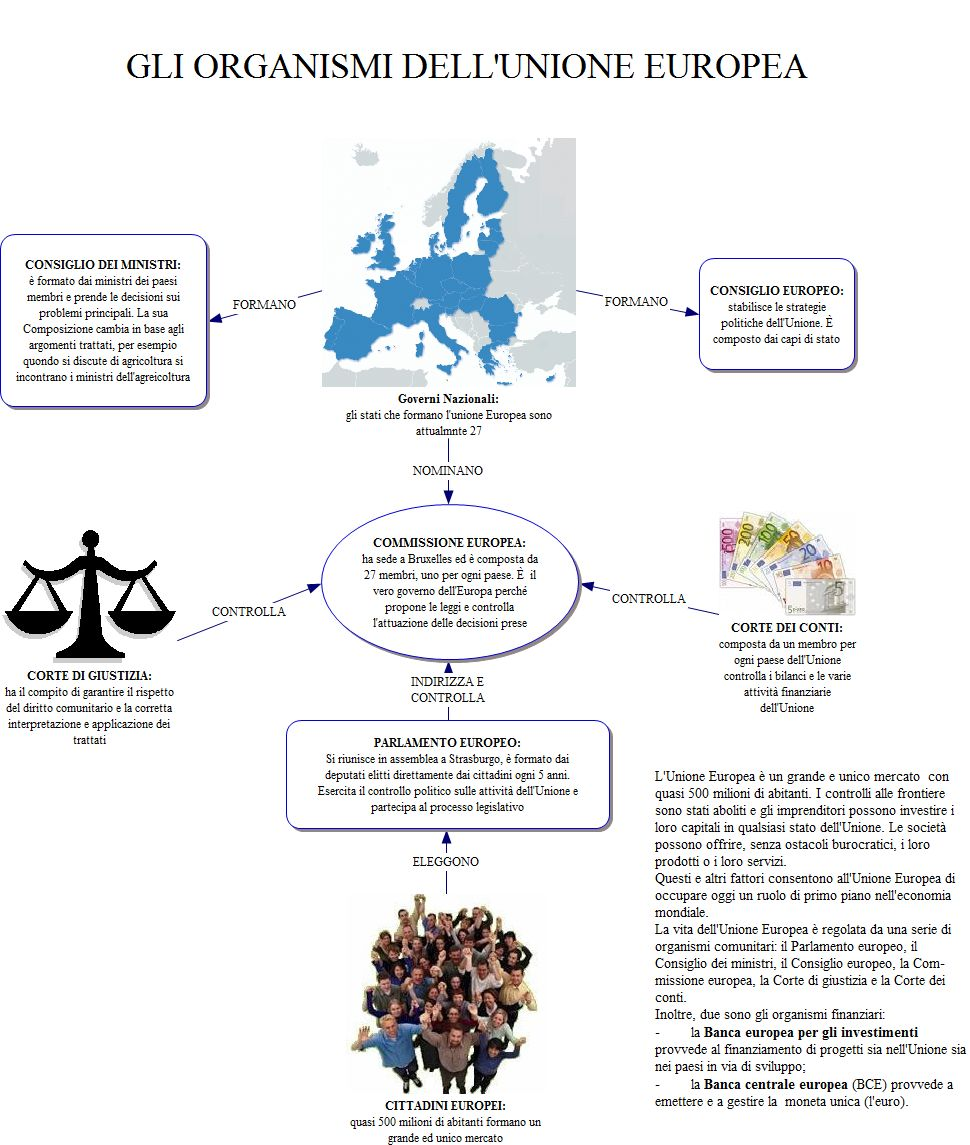 GLI ORGANISMI DELL'UNIONE EUROPEA
CONSIGLIO DEI MINISTRI:
è formato dai ministri dei paesi
membri e prende le decisioni sui
problemi principali. La sua
Composizione cambia in base agli
argomenti trattati, per esempio
quondo si discute di agricoltura si
incontrano i ministri dell'agreicoltura
FORMANO
FORMANO
CONSIGLIO EUROPEO:
stabilisce le strategie
politiche dell'Unione. È
composto dai capi di stato
Governi Nazionali:
gli stati che formano l'unione Europea sono
attualmnte 27
NOMINANO
COMMISSIONE EUROPEA:
ha sede a Bruxelles ed è composta da
27 membri, uno per ogni paese. È il
vero governo dell'Europa perché
propone le leggi e controlla
l'attuazione delle decisioni prese
CONTROLLA
CONTROLLA
500
200
100
50
20
10
5
5 EURO
CORTE DI GIUSTIZIA:
ha il compito di garantire il rispetto
del diritto comunitario e la corretta
interpretazione e applicazione dei
trattati
CORTE DEI CONTI:
composta da un membro per
ogni paese dell'Unione
controlla i bilanci e le varie
attività finanziarie
dell'Unione
INDIRIZZA E
CONTROLLA
PARLAMENTO EUROPEO:
Si riunisce in assemblea a Strasburgo, è formato dai
deputati elitti direttamente dai cittadini ogni 5 anni.
Esercita il controllo politico sulle attività dell'Unione e
partecipa al processo legislativo
ELEGGONO
CITTADINI EUROPEI:
quasi 500 milioni di abitanti formano un
grande ed unico mercato
L'Unione Europea è un grande e unico mercato con
quasi 500 milioni di abitanti. I controlli alle frontiere
sono stati aboliti e gli imprenditori possono investire i
loro capitali in qualsiasi stato dell'Unione. Le società
possono offrire, senza ostacoli burocratici, i loro
prodotti o i loro servizi.
Questi e altri fattori consentono all'Unione Europea di
occupare oggi un ruolo di primo piano nell'economia
mondiale.
La vita dell'Unione Europea è regolata da una serie di
organismi comunitari: il Parlamento europeo, il
Consiglio dei ministri, il Consiglio europeo, la Com-
missione europea, la Corte di giustizia e la Corte dei
conti.
Inoltre, due sono gli organismi finanziari:
- la Banca europea per gli investimenti
provvede al finanziamento di progetti sia nell'Unione sia
nei paesi in via di sviluppo;
- la Banca centrale europea (BCE) provvede a
emettere e a gestire la moneta unica (l'euro).